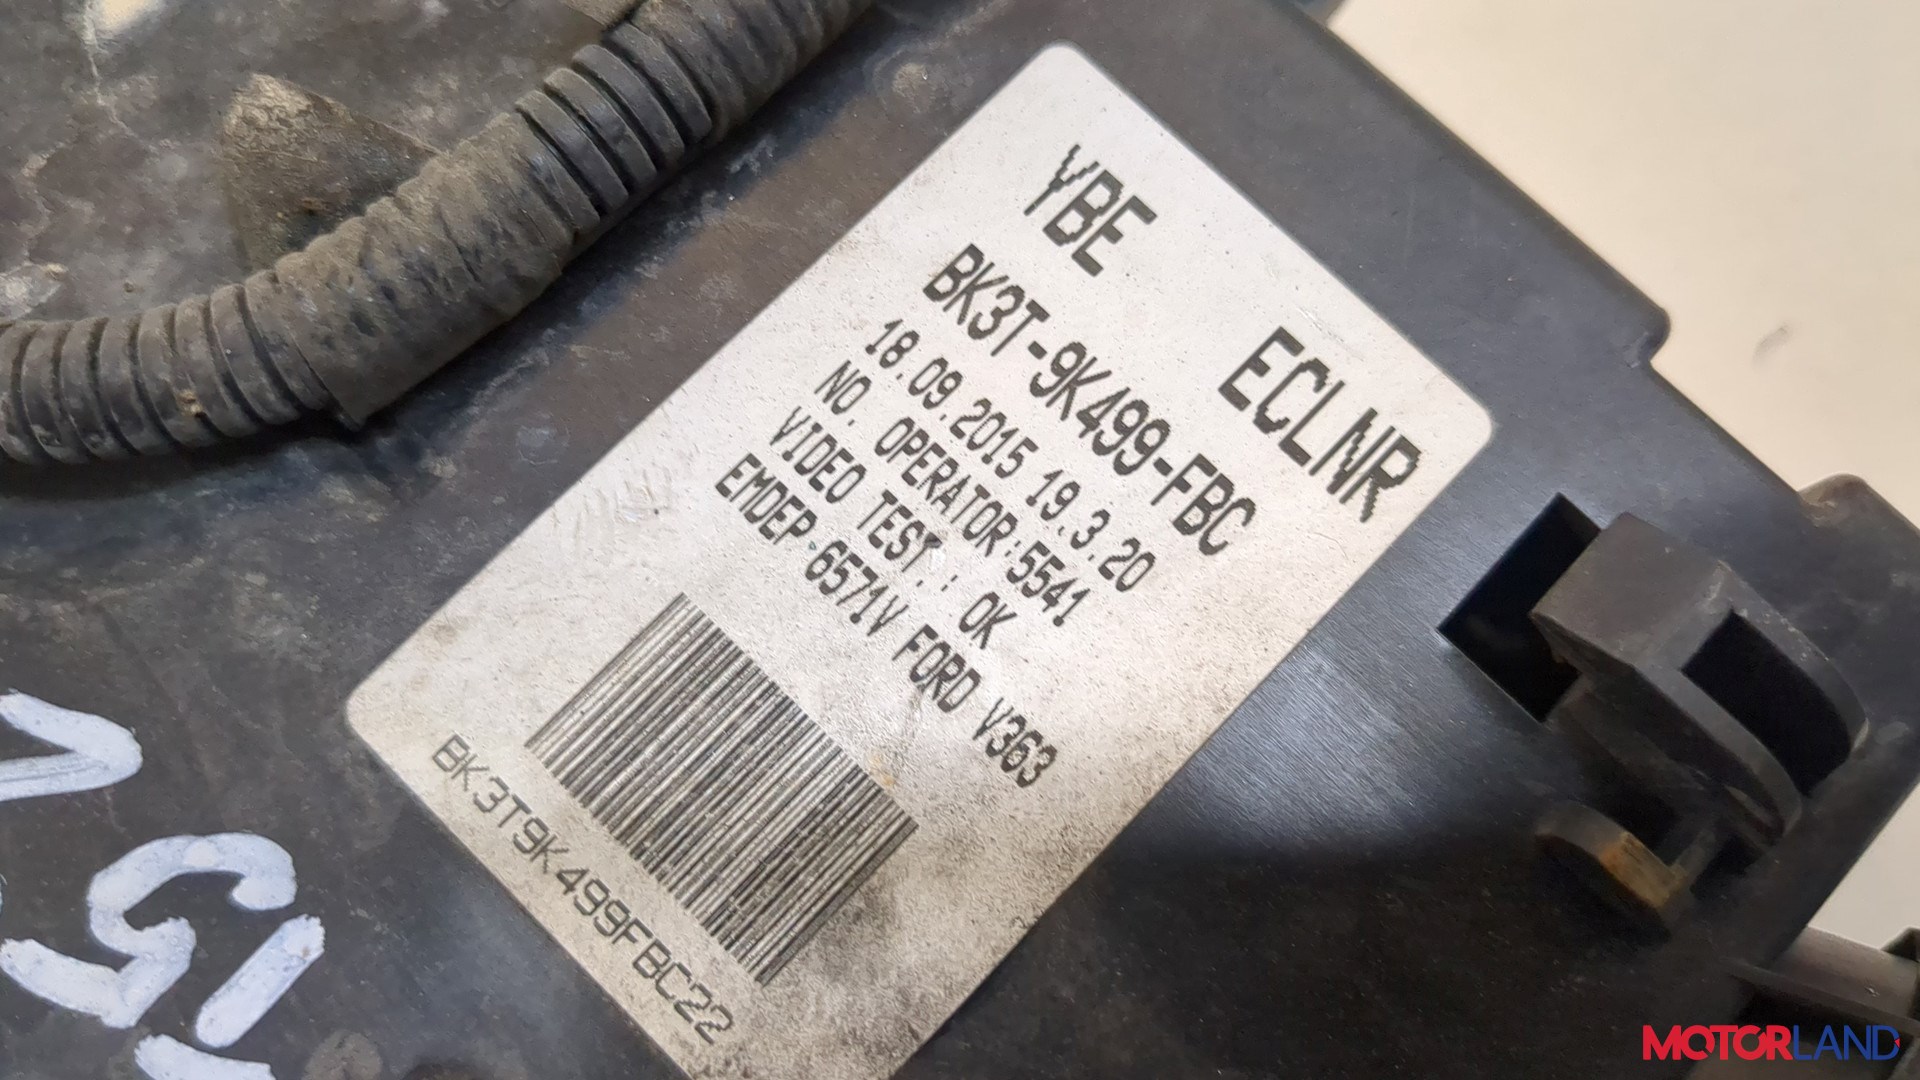 YBE ECLNR
BK3T-9K499-FBC
18.09.2015 19.3.20
NO. OPERATOR:5541
VIDEO TEST.: OK
EMDEP-6571V FORD V363
BK3T9K499FBC22
MOTORLAND